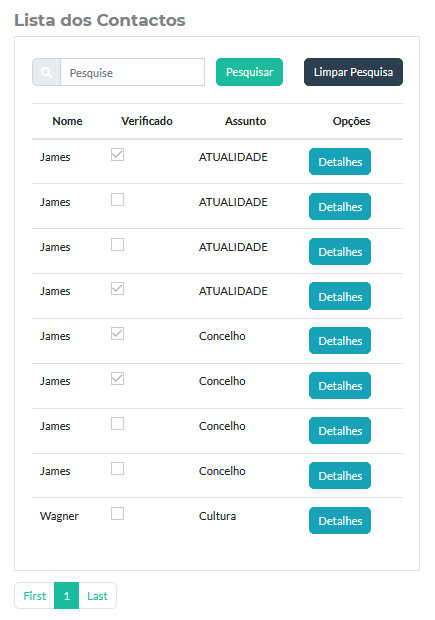 Lista dos Contactos
Pesquise Pesquisar Limpar Pesquisa
Nome Verificado Assunto Opções
James ATUALIDADE Detalhes
James ATUALIDADE Detalhes
James ATUALIDADE Detalhes
James ATUALIDADE Detalhes
James Concelho Detalhes
James Concelho Detalhes
James Concelho Detalhes
James Concelho Detalhes
Wagner Cultura Detalhes
First 1 Last